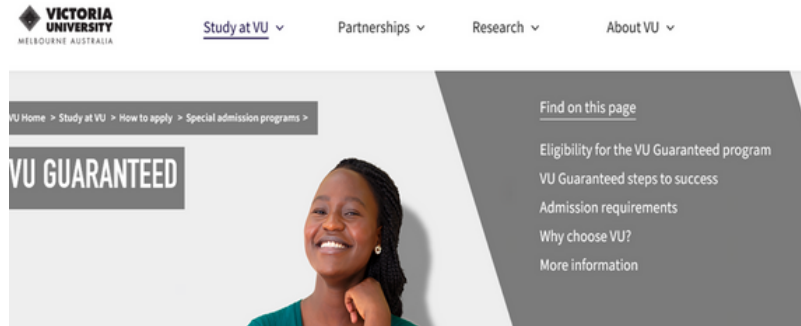 VICTORIA
UNIVERSITY
MELBOURNE AUSTRALIA
Study at VU
Partnerships
Research
About VU
VU Home > Study at VU > How to apply > Special admission programs >
VU GUARANTEED
Find on this page
Eligibility for the VU Guaranteed program
VU Guaranteed steps to success
Admission requirements
Why choose VU?
More information